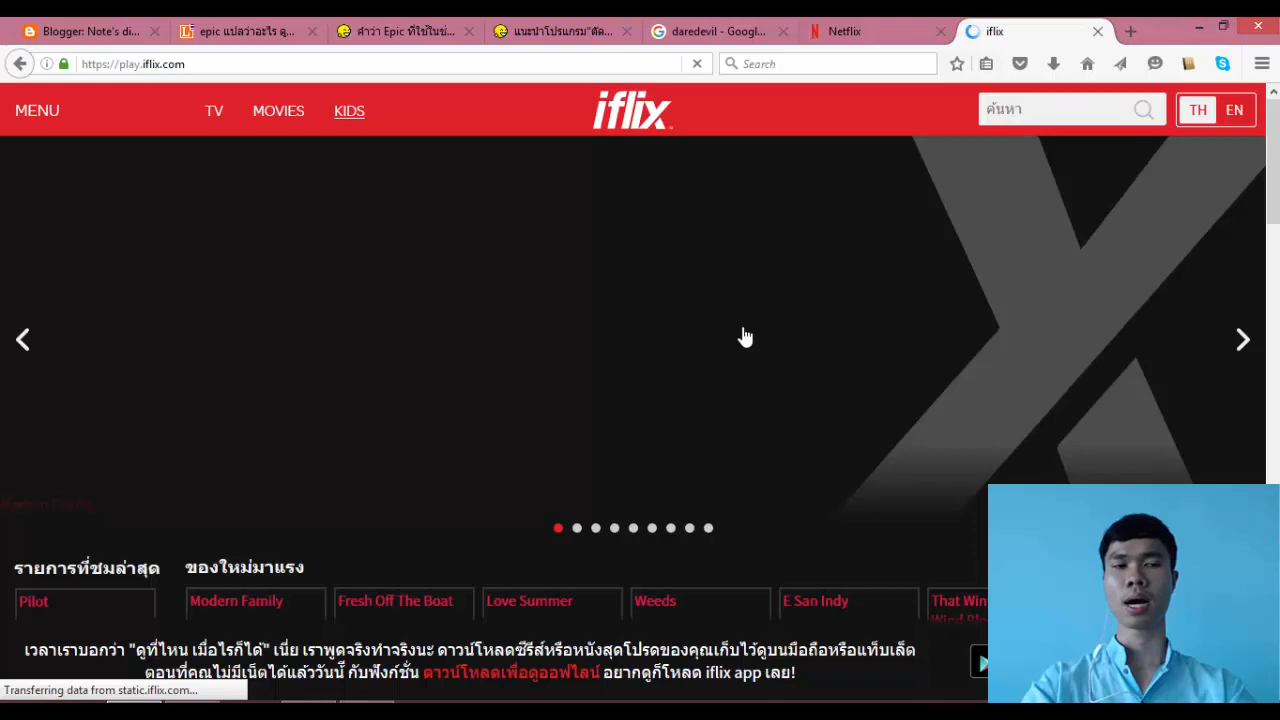 Blogger: Note's di...
epic แปลว่าอะไร ดู...
คำว่า Epic ที่ใช้ในช่...
แนะนำโปรแกรม"ตัด...
daredevil - Googl...
Netflix
iflix
https://play.iflix.com
Search
MENU
TV
MOVIES
KIDS
iflix
ค้นหา
TH
EN
รายการที่ชมล่าสุด
ของใหม่มาแรง
Pilot
Modern Family
Fresh Off The Boat
Love Summer
Weeds
E San Indy
That Win
เวลาเราบอกว่า "ดูที่ไหน เมื่อไรก็ได้" เนี่ย เราพูดจริงทำจริงนะ ดาวน์โหลดซีรีส์หรือหนังสุดโปรดของคุณเก็บไว้ดูบนมือถือหรือแท็บเล็ด
ตอนที่คุณไม่มีเน็ตได้แล้ววันนี้ กับฟังก์ชั่น ดาวน์โหลดเพื่อดูออฟไลน์ อยากดูก็โหลด iflix app เลย!
Transferring data from static.iflix.com...